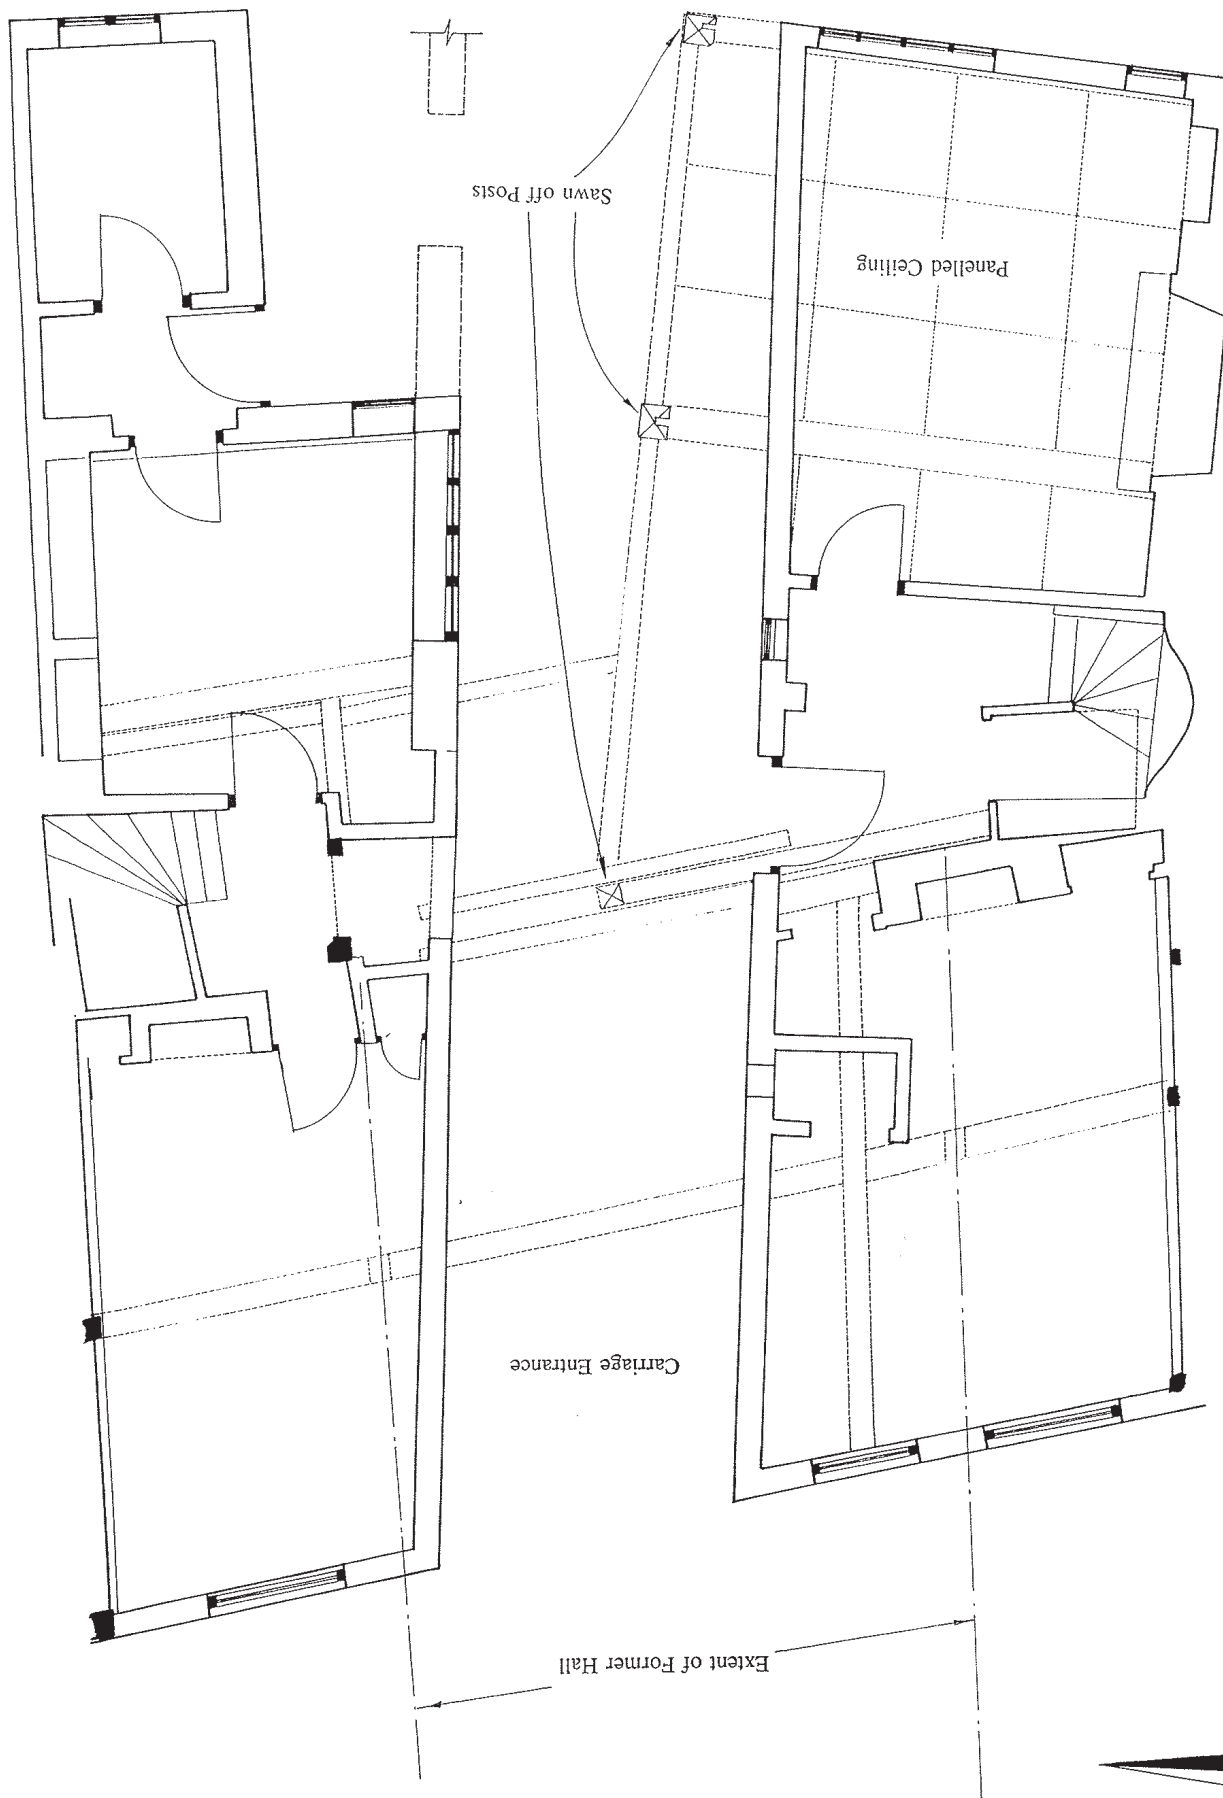 Extent of Former Hall
Carriage Entrance
Panelled Ceiling
Sawn off Posts